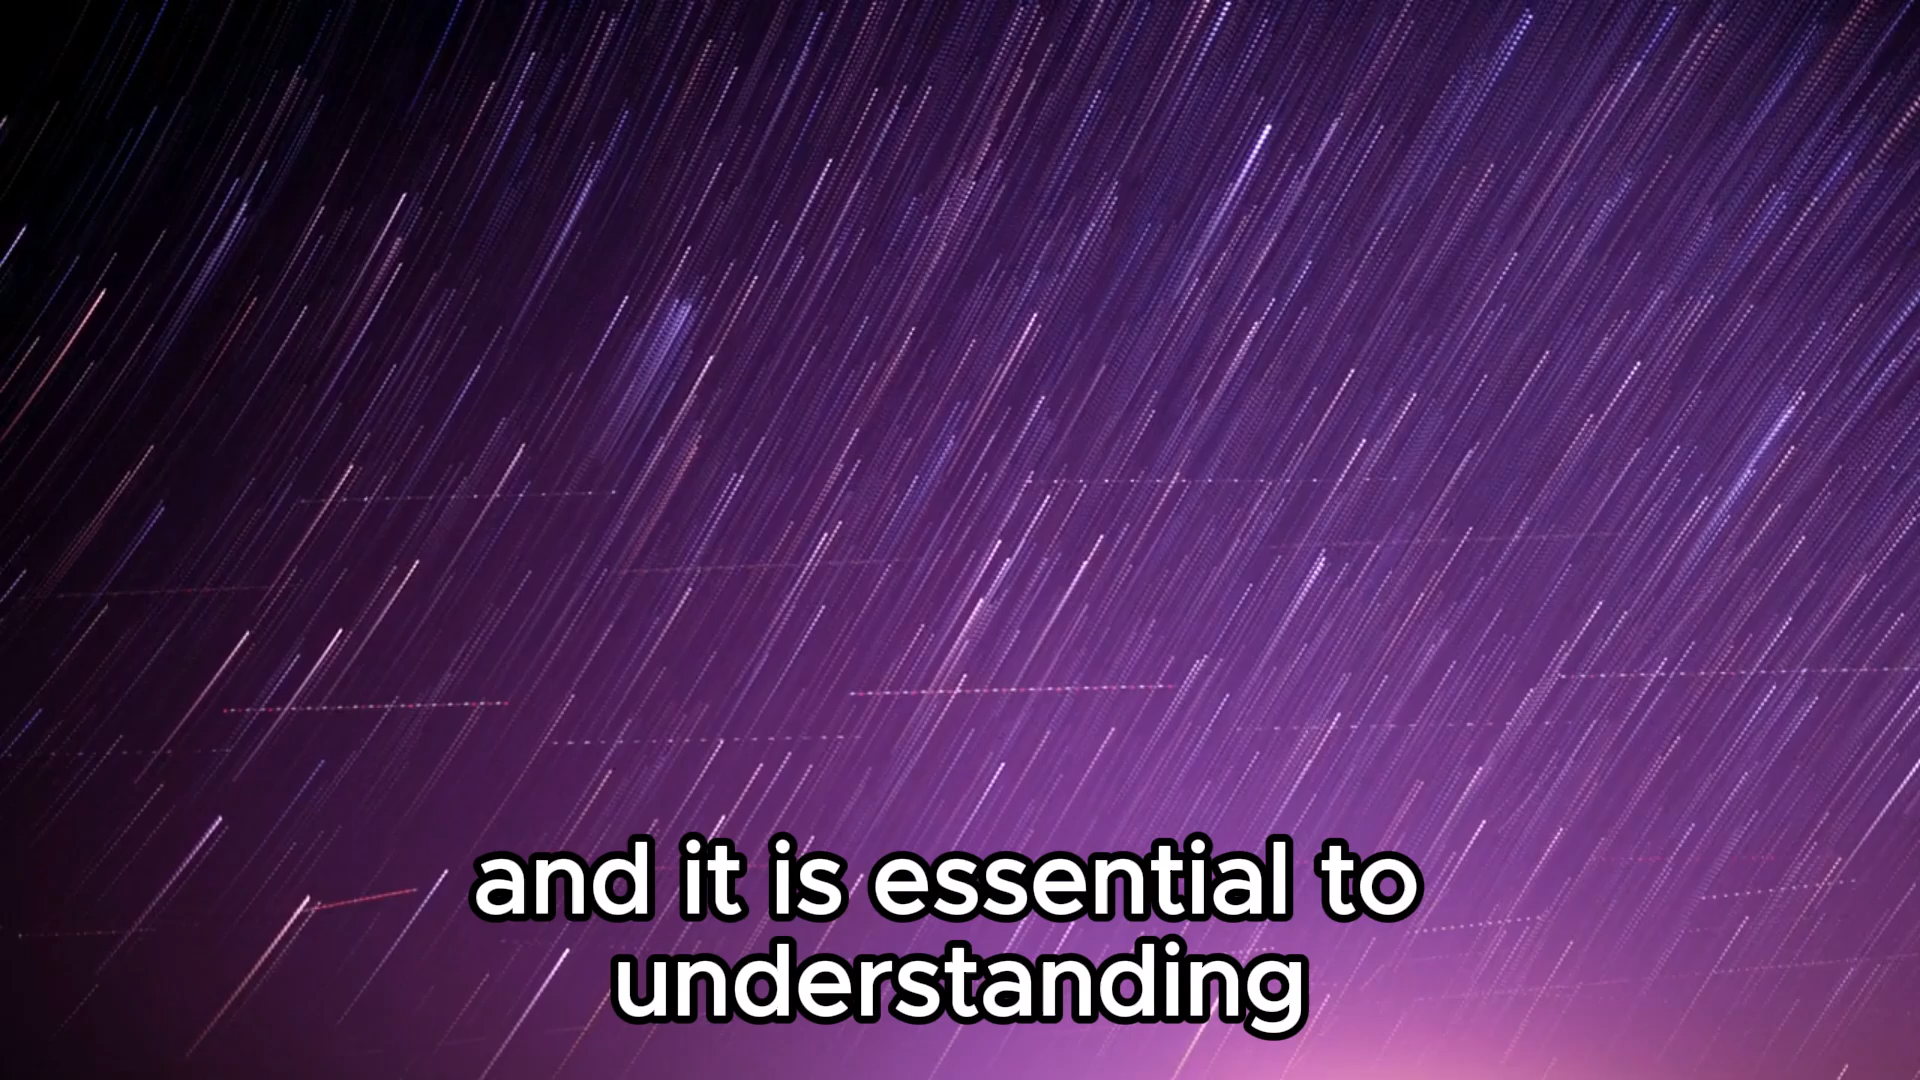 and it is essential to
understanding